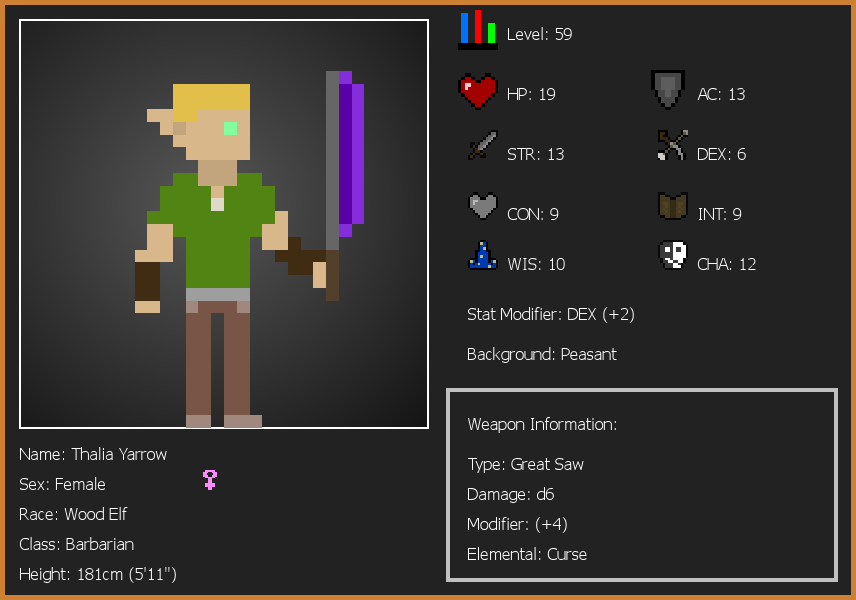 Level: 59
HP: 19
AC: 13
STR: 13
DEX: 6
CON: 9
INT: 9
WIS: 10
CHA: 12
Stat Modifier: DEX (+2)
Background: Peasant
Weapon Information:
Type: Great Saw
Damage: d6
Modifier: (+4)
Elemental: Curse
Name: Thalia Yarrow
Sex: Female
Race: Wood Elf
Class: Barbarian
Height: 181cm (5'11")